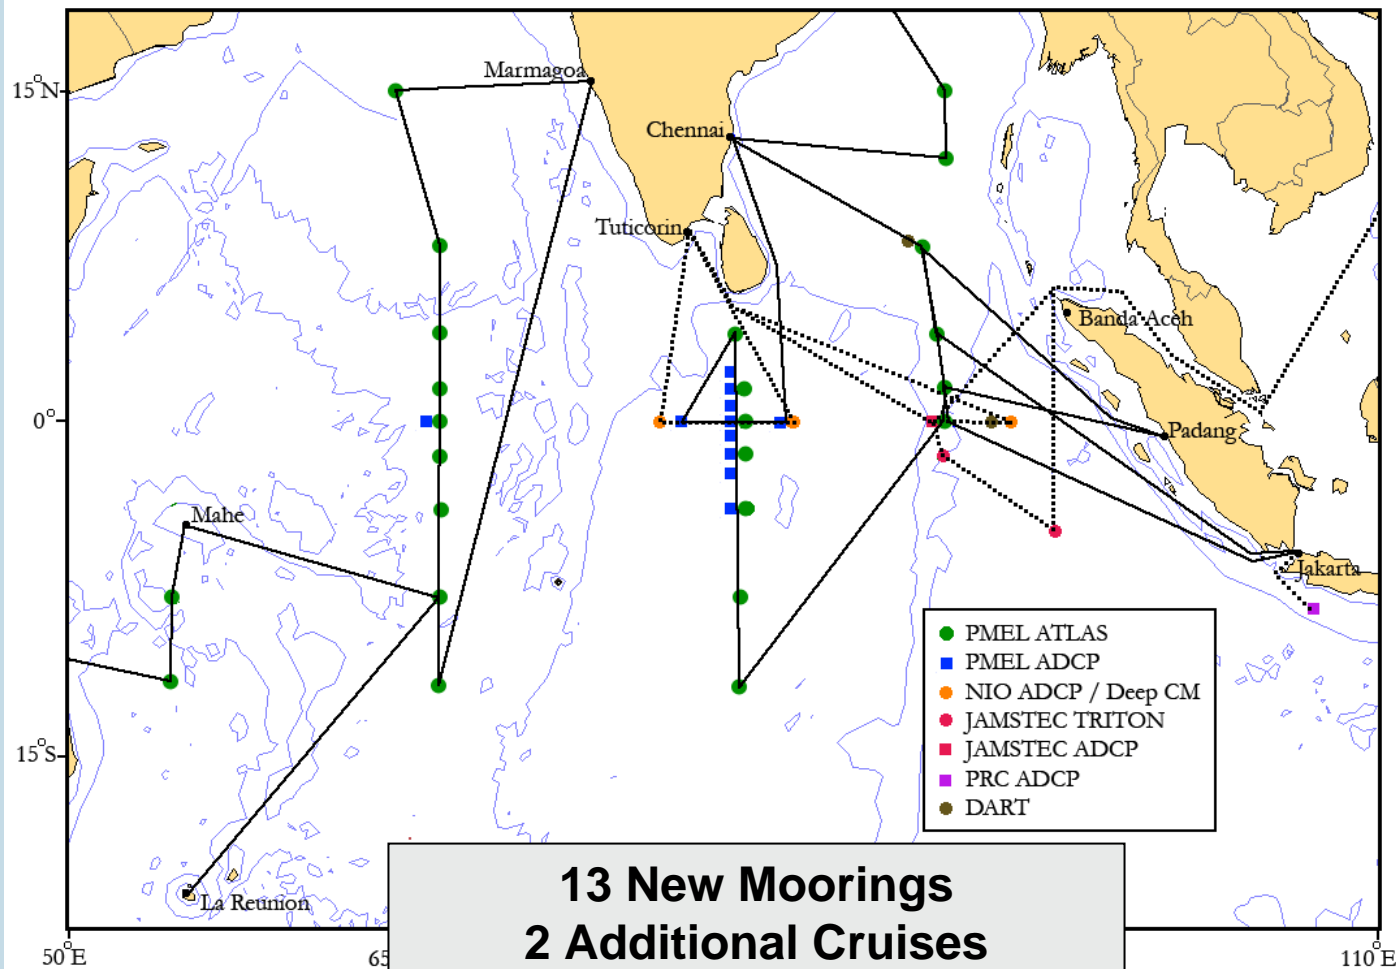 Marmagoa
15°N
Chennai
Tuticorin
Banda Aceh
0°
Padang
Mahe
Jakarta
PMEL ATLAS
PMEL ADCP
NIO ADCP / Deep CM
JAMSTEC TRITON
JAMSTEC ADCP
PRC ADCP
DART
15°S
13 New Moorings
La Reunion
2 Additional Cruises
50°E
65
110°E